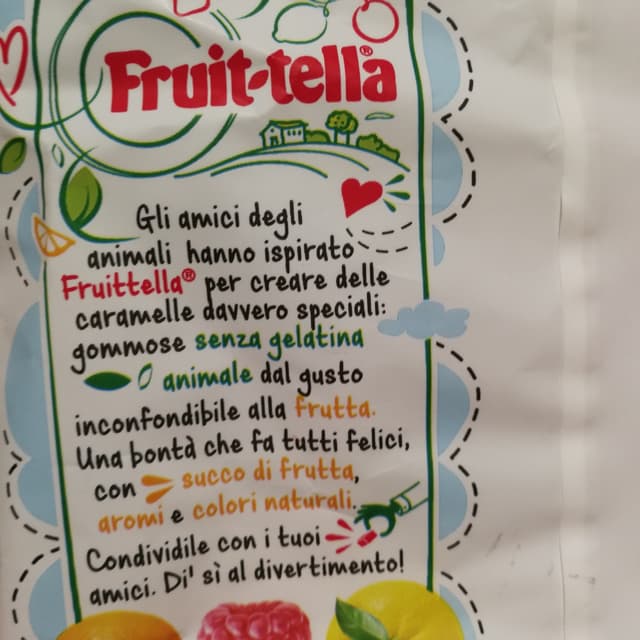 Fruit-tella®
Gli amici degli
animali hanno ispirato
Fruittella® per creare delle
caramelle davvero speciali:
gommose senza gelatina
animale dal gusto
inconfondibile alla frutta.
Una bontà che fa tutti felici,
con succo di frutta,
aromi e colori naturali.
Condividile con i tuoi
amici. Di' sì al divertimento!